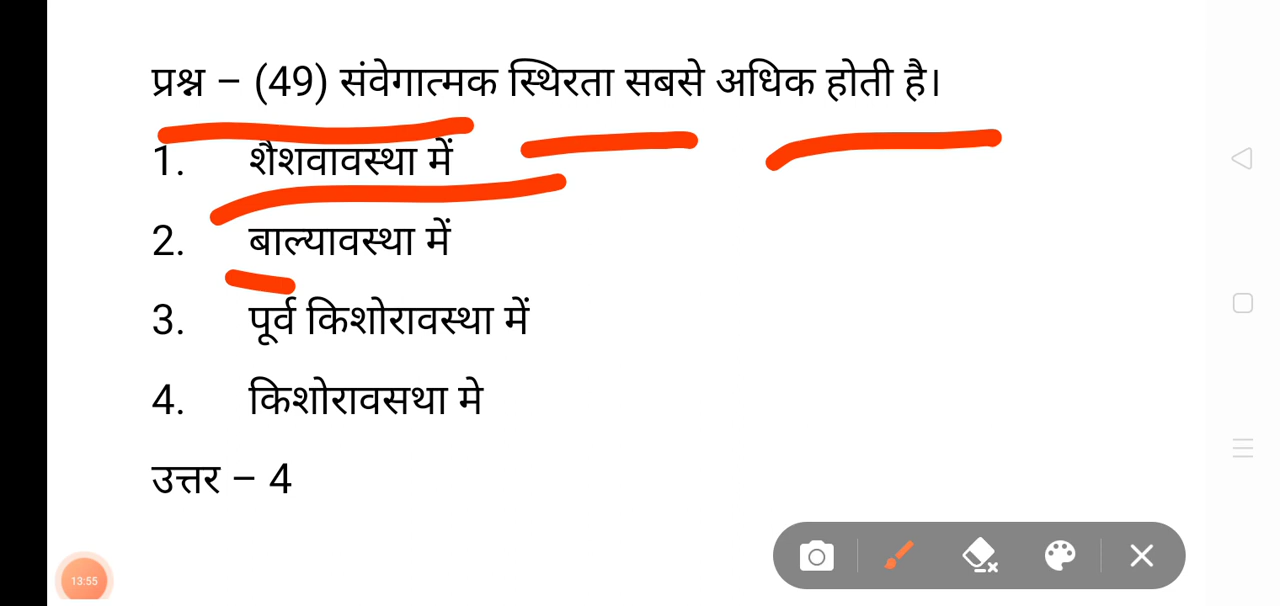 प्रश्न – (49) संवेगात्मक स्थिरता सबसे अधिक होती है।
1. शैशवावस्था में
2. बाल्यावस्था में
3. पूर्व किशोरावस्था में
4. किशोरावसथा मे
उत्तर – 4
13:55